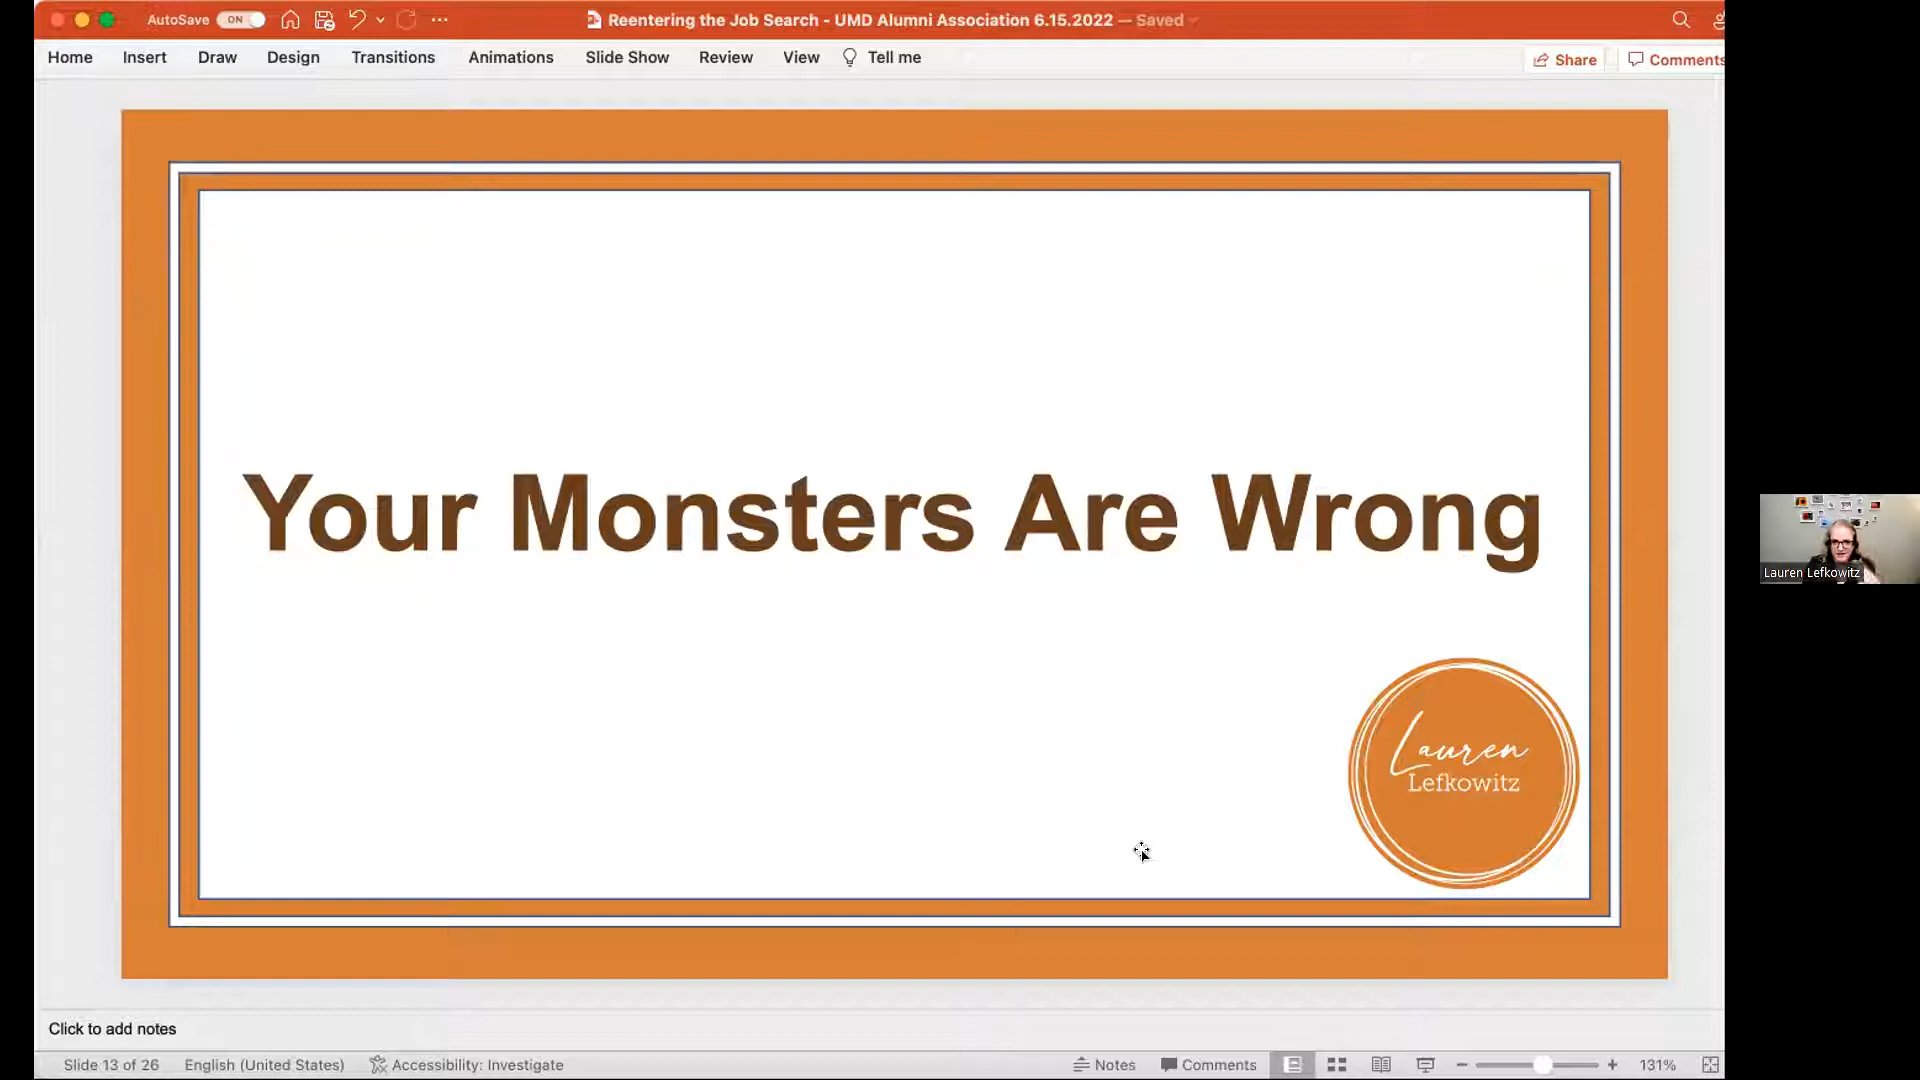 AutoSave ON
Reentering the Job Search - UMD Alumni Association 6.15.2022 — Saved
Home Insert Draw Design Transitions Animations Slide Show Review View Tell me
Share Comments
Your Monsters Are Wrong
Lauren
Lefkowitz
Lauren Lefkowitz
Click to add notes
Slide 13 of 26 English (United States) Accessibility: Investigate Notes Comments 131%